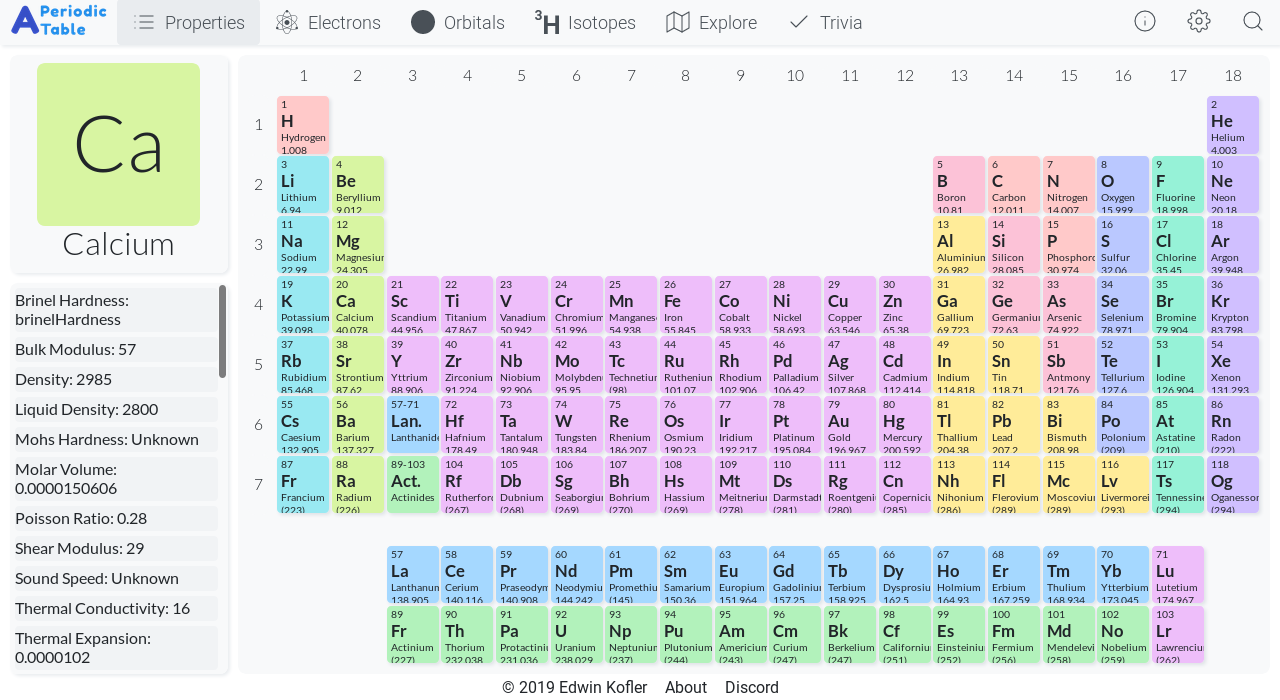 A Periodic Table
Properties
Electrons
Orbitals
3H Isotopes
Explore
Trivia
Ca
Calcium
Brinel Hardness:
brinelHardness
Bulk Modulus: 57
Density: 2985
Liquid Density: 2800
Mohs Hardness: Unknown
Molar Volume:
0.0000150606
Poisson Ratio: 0.28
Shear Modulus: 29
Sound Speed: Unknown
Thermal Conductivity: 16
Thermal Expansion:
0.0000102
1 2 3 4 5 6 7 8 9 10 11 12 13 14 15 16 17 18
1
1 2
H He
Hydrogen Helium
1.008 4.003
2
3 4 5 6 7 8 9 10
Li Be B C N O F Ne
Lithium Beryllium Boron Carbon Nitrogen Oxygen Fluorine Neon
6.94 9.012 10.81 12.011 14.007 15.999 18.998 20.18
3
11 12 13 14 15 16 17 18
Na Mg Al Si P S Cl Ar
Sodium Magnesiur Aluminium Silicon Phosphorc Sulfur Chlorine Argon
22.99 24.305 26.982 28.085 30.974 32.06 35.45 39.948
4
19 20 21 22 23 24 25 26 27 28 29 30 31 32 33 34 35 36
K Ca Sc Ti V Cr Mn Fe Co Ni Cu Zn Ga Ge As Se Br Kr
Potassium Calcium Scandium Titanium Vanadium Chromium Manganes Iron Cobalt Nickel Copper Zinc Gallium Germaniur Arsenic Selenium Bromine Krypton
39.098 40.078 44.956 47.867 50.942 51.996 54.938 55.845 58.933 58.693 63.546 65.38 69.723 72.63 74.922 78.971 79.904 83.798
5
37 38 39 40 41 42 43 44 45 46 47 48 49 50 51 52 53 54
Rb Sr Y Zr Nb Mo Tc Ru Rh Pd Ag Cd In Sn Sb Te I Xe
Rubidium Strontium Yttrium Zirconium Niobium Molybden Technetiur Ruthenium Rhodium Palladium Silver Cadmium Indium Tin Antmony Tellurium Iodine Xenon
85.468 87.62 88.906 91.224 92.906 95.95 (98) 101.07 102.906 106.42 107.868 112.414 114.818 118.71 121.76 127.6 126.904 131.293
6
55 56 57-71 72 73 74 75 76 77 78 79 80 81 82 83 84 85 86
Cs Ba Lan. Hf Ta W Re Os Ir Pt Au Hg Tl Pb Bi Po At Rn
Caesium Barium Lanthanide Hafnium Tantalum Tungsten Rhenium Osmium Iridium Platinum Gold Mercury Thallium Lead Bismuth Polonium Astatine Radon
132.905 137.327 178.49 180.948 183.84 186.207 190.23 192.217 195.084 196.967 200.592 204.38 207.2 208.98 (209) (210) (222)
7
87 88 89-103 104 105 106 107 108 109 110 111 112 113 114 115 116 117 118
Fr Ra Act. Rf Db Sg Bh Hs Mt Ds Rg Cn Nh Fl Mc Lv Ts Og
Francium Radium Actinides Rutherforc Dubnium Seaborgiu Bohrium Hassium Meitneriur Darmstadt Roentgeni Coperniciu Nihonium Flerovium Moscoviur Livermorei Tennessine Oganessor
(223) (226) (267) (268) (269) (270) (269) (278) (281) (280) (285) (286) (289) (289) (293) (294) (294)
57 58 59 60 61 62 63 64 65 66 67 68 69 70 71
La Ce Pr Nd Pm Sm Eu Gd Tb Dy Ho Er Tm Yb Lu
Lanthanum Cerium Praseodym Neodymiu Promethiu Samarium Europium Gadoliniur Terbium Dysprosiu Holmium Erbium Thulium Ytterbium Lutetium
138.905 140.116 140.908 144.242 (145) 150.36 151.964 157.25 158.925 162.5 164.93 167.259 168.934 173.045 174.967
89 90 91 92 93 94 95 96 97 98 99 100 101 102 103
Fr Th Pa U Np Pu Am Cm Bk Cf Es Fm Md No Lr
Actinium Thorium Protactiniu Uranium Neptunium Plutonium Americium Curium Berkelium Californiu Einsteiniu Fermium Mendelevi Nobelium Lawrenciu
(227) 232.038 231.036 238.029 (237) (244) (243) (247) (247) (251) (252) (256) (258) (259) (262)
© 2019 Edwin Kofler About Discord